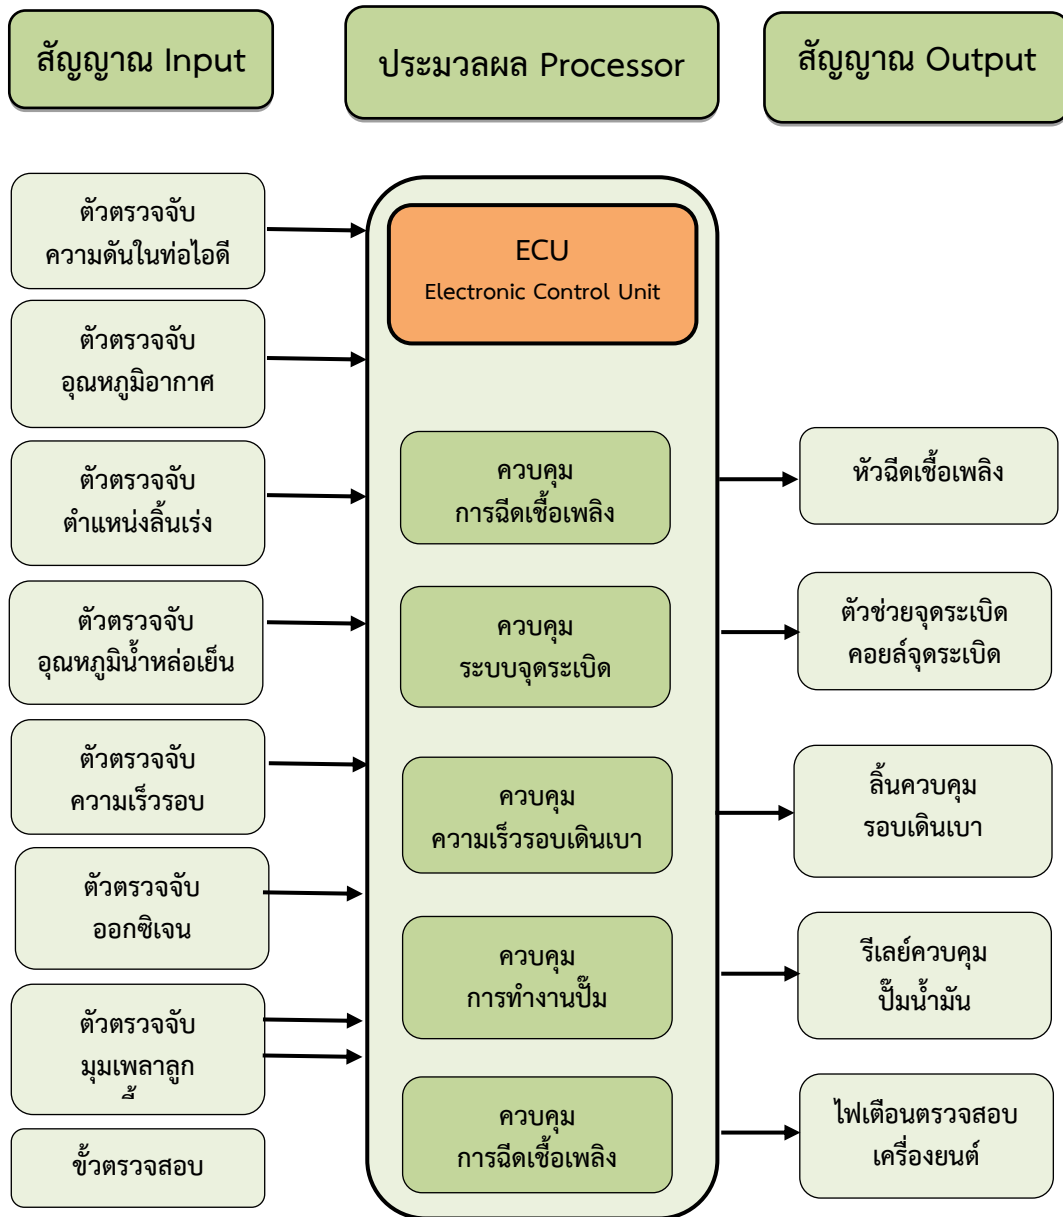 สัญญาณ Input
ประมวลผล Processor
สัญญาณ Output
ตัวตรวจจับ
ความดันในท่อไอดี
ตัวตรวจจับ
อุณหภูมิอากาศ
ตัวตรวจจับ
ตำแหน่งลิ้นเร่ง
ตัวตรวจจับ
อุณหภูมิน้ำหล่อเย็น
ตัวตรวจจับ
ความเร็วรอบ
ตัวตรวจจับ
ออกซิเจน
ตัวตรวจจับ
มุมเพลาลูก
ขั้วตรวจสอบ
ECU
Electronic Control Unit
ควบคุม
การฉีดเชื้อเพลิง
ควบคุม
ระบบจุดระเบิด
ควบคุม
ความเร็วรอบเดินเบา
ควบคุม
การทำงานปั๊ม
ควบคุม
การฉีดเชื้อเพลิง
หัวฉีดเชื้อเพลิง
ตัวช่วยจุดระเบิด
คอยล์จุดระเบิด
ลิ้นควบคุม
รอบเดินเบา
รีเลย์ควบคุม
ปั๊มน้ำมัน
ไฟเตือนตรวจสอบ
เครื่องยนต์